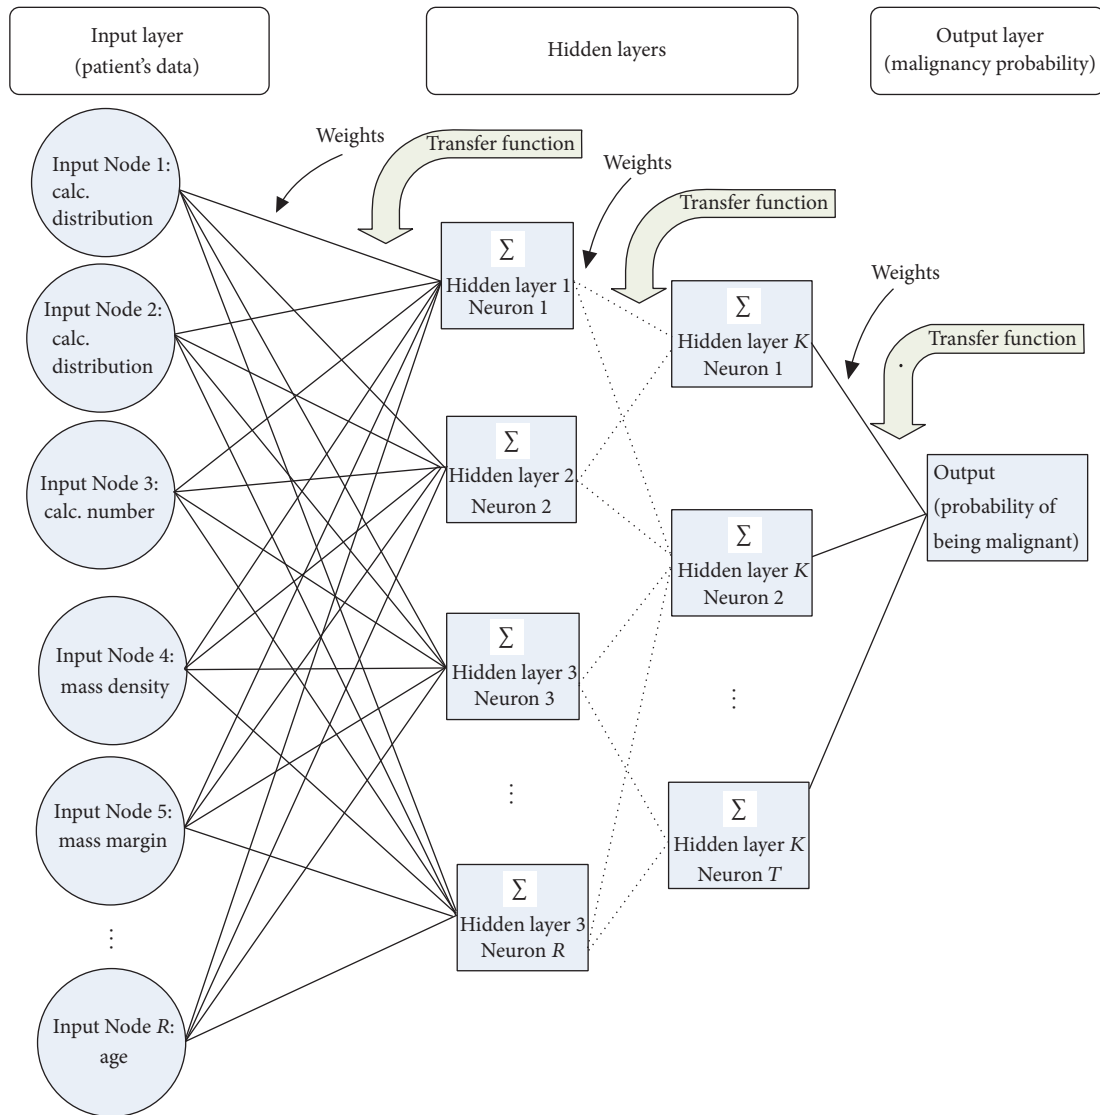 Input layer
(patient's data)
Hidden layers
Output layer
(malignancy probability)
Weights
Transfer function
Weights
Transfer function
Weights
Transfer function
Input Node 1:
calc.
distribution
Input Node 2:
calc.
distribution
Input Node 3:
calc. number
Input Node 4:
mass density
Input Node 5:
mass margin
⋮
Input Node R:
age
∑
Hidden layer 1
Neuron 1
∑
Hidden layer 2
Neuron 2
∑
Hidden layer 3
Neuron 3
⋮
∑
Hidden layer 3
Neuron R
∑
Hidden layer K
Neuron 1
∑
Hidden layer K
Neuron 2
⋮
∑
Hidden layer K
Neuron T
Output
(probability of
being malignant)